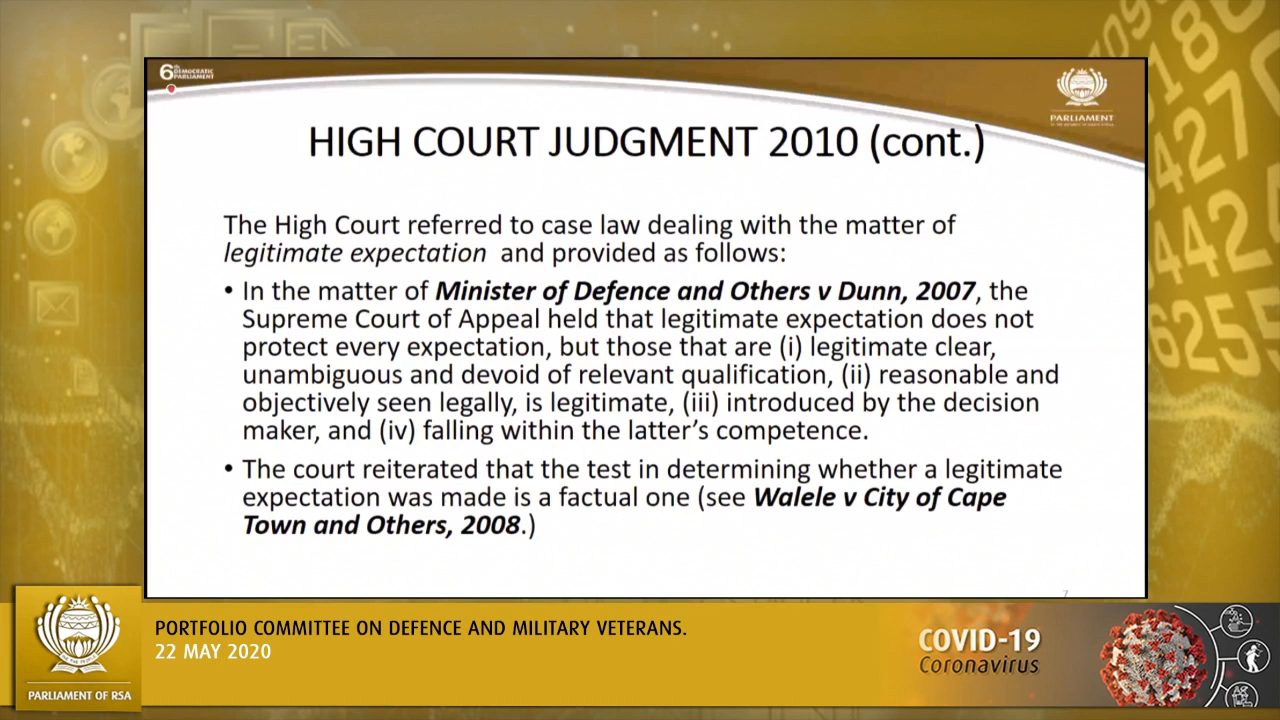 6th DEMOCRATIC PARLIAMENT
PARLIAMENT
HIGH COURT JUDGMENT 2010 (cont.)
The High Court referred to case law dealing with the matter of
legitimate expectation and provided as follows:
• In the matter of Minister of Defence and Others v Dunn, 2007, the
Supreme Court of Appeal held that legitimate expectation does not
protect every expectation, but those that are (i) legitimate clear,
unambiguous and devoid of relevant qualification, (ii) reasonable and
objectively seen legally, is legitimate, (iii) introduced by the decision
maker, and (iv) falling within the latter’s competence.
• The court reiterated that the test in determining whether a legitimate
expectation was made is a factual one (see Walele v City of Cape
Town and Others, 2008.)
7
PORTFOLIO COMMITTEE ON DEFENCE AND MILITARY VETERANS.
22 MAY 2020
PARLIAMENT OF RSA
COVID-19
Coronavirus